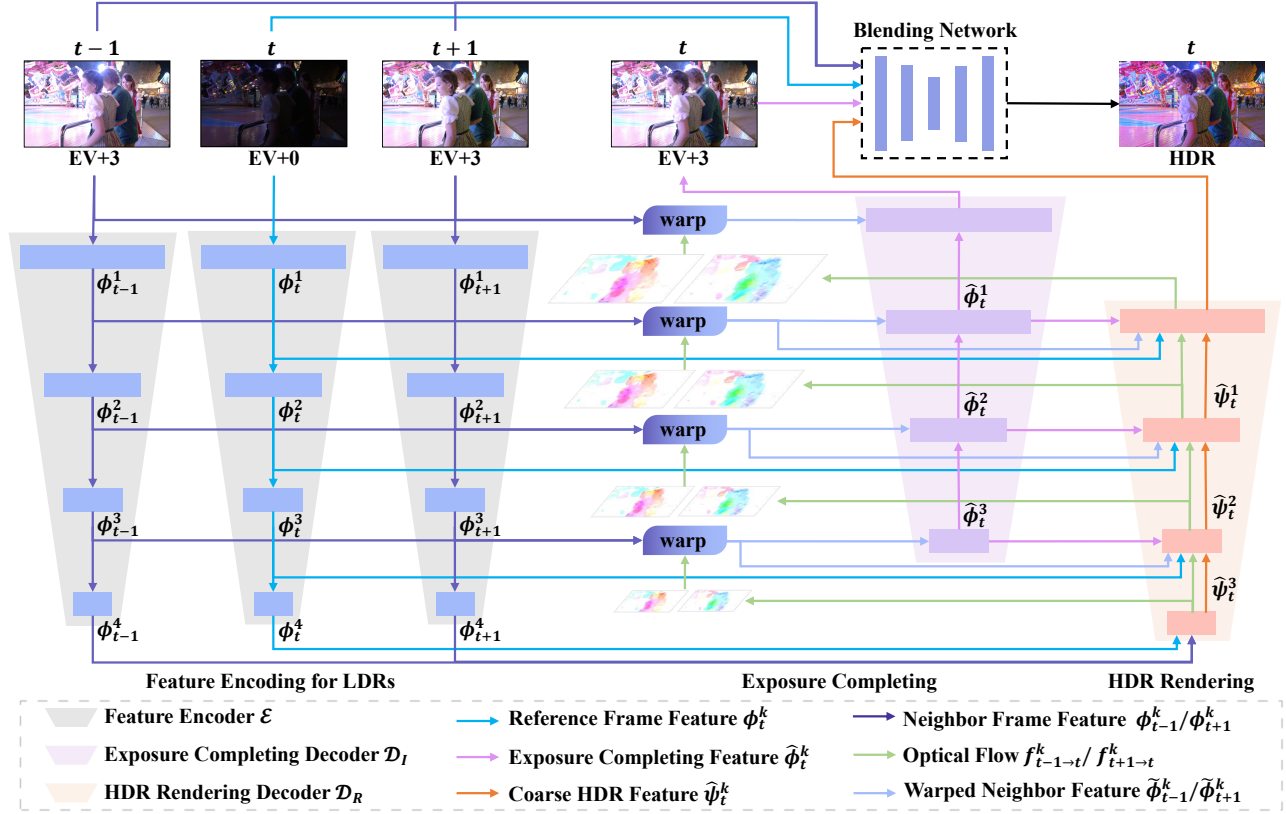 Blending Network
t − 1
t
t + 1
t
t
EV+3
EV+0
EV+3
EV+3
HDR
warp
ϕ¹ₜ₋₁
ϕ¹ₜ
ϕ¹ₜ₊₁
ϕ̂¹ₜ
warp
ϕ²ₜ₋₁
ϕ²ₜ
ϕ²ₜ₊₁
ϕ̂²ₜ
ψ̂¹ₜ
warp
ϕ³ₜ₋₁
ϕ³ₜ
ϕ³ₜ₊₁
ϕ̂³ₜ
ψ̂²ₜ
warp
ψ̂³ₜ
ϕ⁴ₜ₋₁
ϕ⁴ₜ
ϕ⁴ₜ₊₁
Feature Encoding for LDRs
Exposure Completing
HDR Rendering
Feature Encoder ℰ
Reference Frame Feature ϕᵏₜ
Neighbor Frame Feature ϕᵏₜ₋₁/ϕᵏₜ₊₁
Exposure Completing Decoder 𝒟_I
Exposure Completing Feature ϕ̂ᵏₜ
Optical Flow fᵏₜ₋₁→ₜ/ fᵏₜ₊₁→ₜ
HDR Rendering Decoder 𝒟_R
Coarse HDR Feature ψ̂ᵏₜ
Warped Neighbor Feature ϕ̃ᵏₜ₋₁/ϕ̃ᵏₜ₊₁